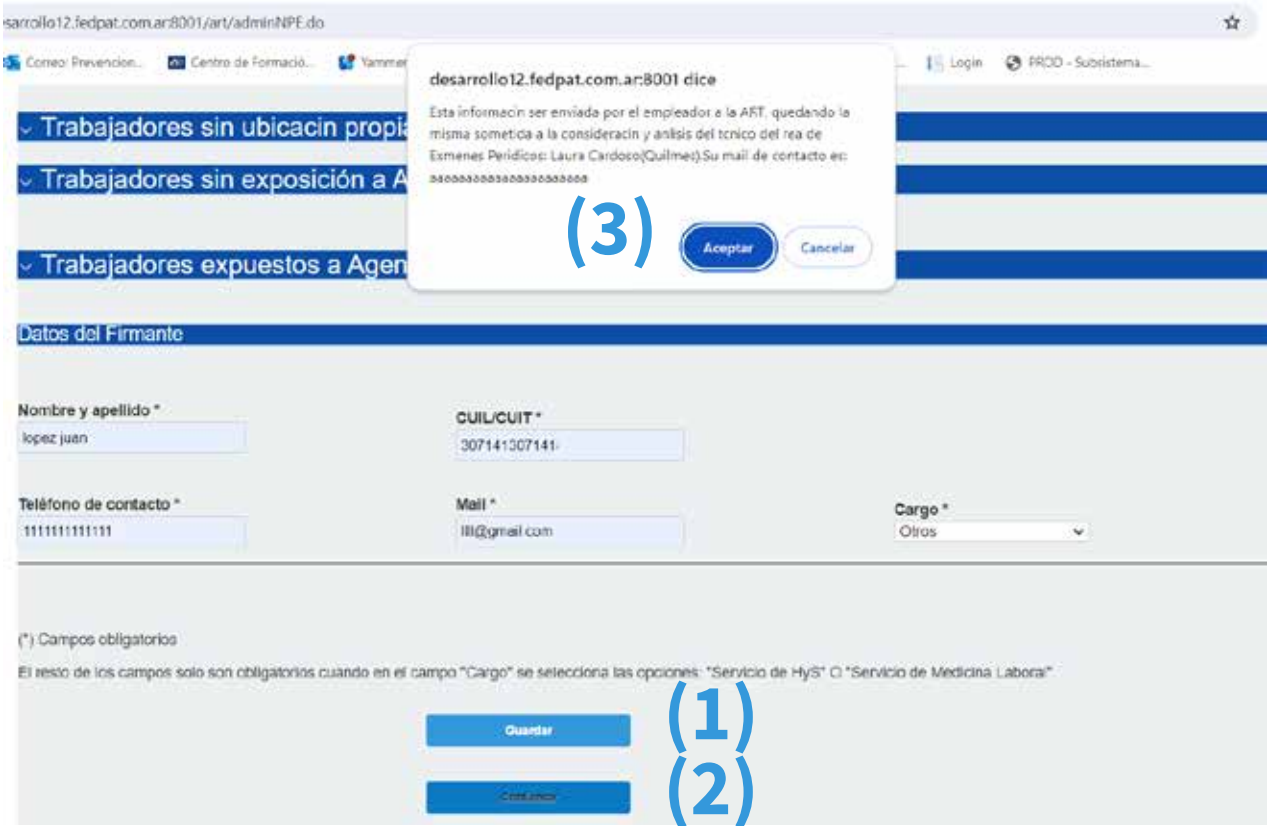 sarrollo12.fedpat.com.ar:8001/art/adminNPE.do
Correo: Prevencion... Centro de Formació... Yammer ... Login PROD - Subsistema...
desarrollo12.fedpat.com.ar:8001 dice
Esta informacin ser enviada por el empleador a la ART, quedando la
misma sometida a la consideracin y anlisis del tcnico del rea de
Exmenes Peridicos: Laura Cardoso(Quilmes).Su mail de contacto es:
(3)
Aceptar Cancelar
Trabajadores sin ubicacin propia
Trabajadores sin exposición a A
Trabajadores expuestos a Agen
Datos del Firmante
Nombre y apellido *
lopez juan
CUIL/CUIT *
307141307141
Teléfono de contacto *
1111111111111
Mail *
llll@gmail.com
Cargo *
Otros
(*) Campos obligatorios
El resto de los campos solo son obligatorios cuando en el campo "Cargo" se selecciona las opciones: "Servicio de HyS" O "Servicio de Medicina Laboral"
Guardar (1)
(2)